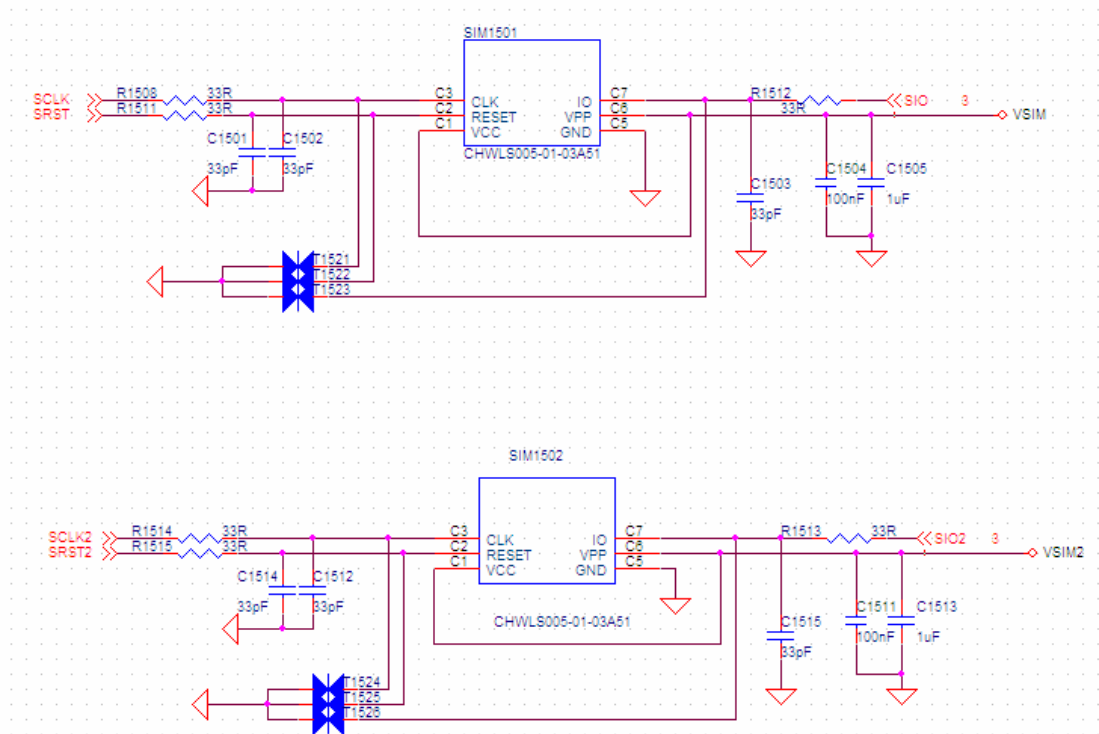 SIM1501
SCLK R1508 33R C3 CLK IO C7 R1512 SIO 3
SRST R1511 33R C2 RESET VPP C6 33R VSIM
C1 VCC GND C5
C1501 C1502 CHWLS005-01-03A51
33pF 33pF C1503 C1504 C1505
33pF 100nF 1uF
T1521
T1522
T1523
SIM1502
SCLK2 R1514 33R C3 CLK IO C7 R1513 33R SIO2 3
SRST2 R1515 33R C2 RESET VPP C6 VSIM2
C1 VCC GND C5
C1514 C1512
33pF 33pF CHWLS005-01-03A51 C1515 C1511 C1513
33pF 100nF 1uF
T1524
T1525
T1526